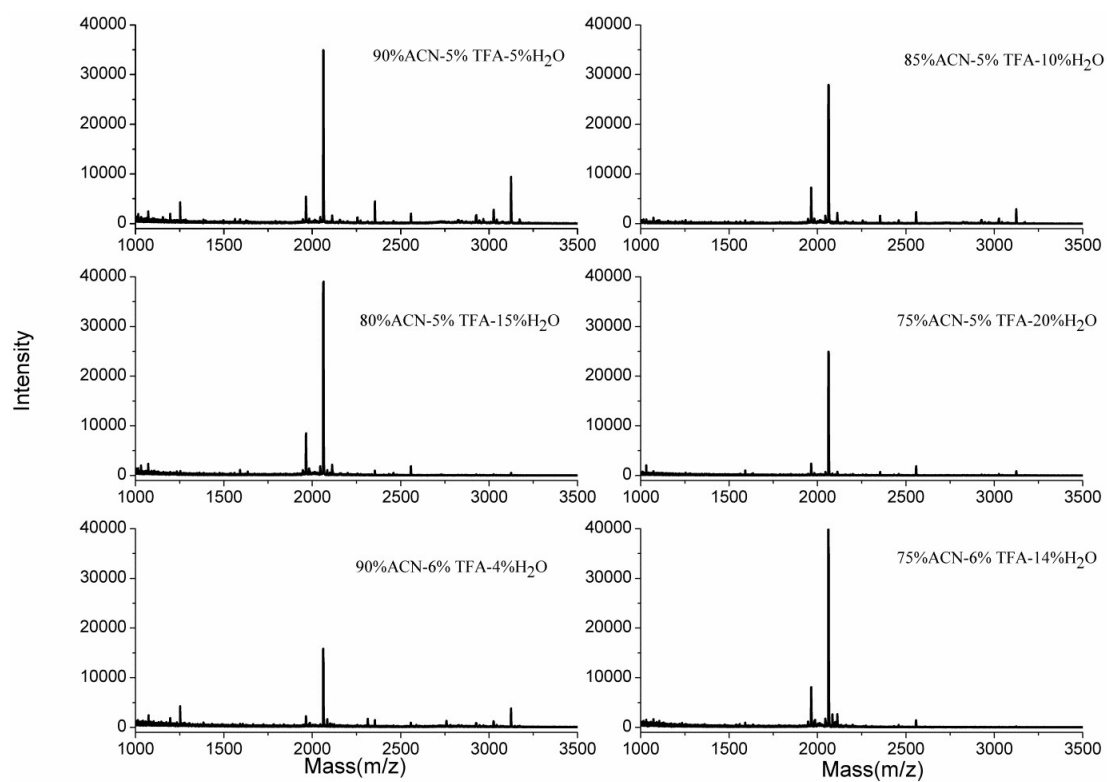 40000
30000
20000
10000
0
90%ACN-5% TFA-5%H2O
1000 1500 2000 2500 3000 3500
40000
30000
20000
10000
0
85%ACN-5% TFA-10%H2O
1000 1500 2000 2500 3000 3500
Intensity
40000
30000
20000
10000
0
80%ACN-5% TFA-15%H2O
1000 1500 2000 2500 3000 3500
40000
30000
20000
10000
0
75%ACN-5% TFA-20%H2O
1000 1500 2000 2500 3000 3500
40000
30000
20000
10000
0
90%ACN-6% TFA-4%H2O
1000 1500 2000 2500 3000 3500
Mass(m/z)
40000
30000
20000
10000
0
75%ACN-6% TFA-14%H2O
1000 1500 2000 2500 3000 3500
Mass(m/z)